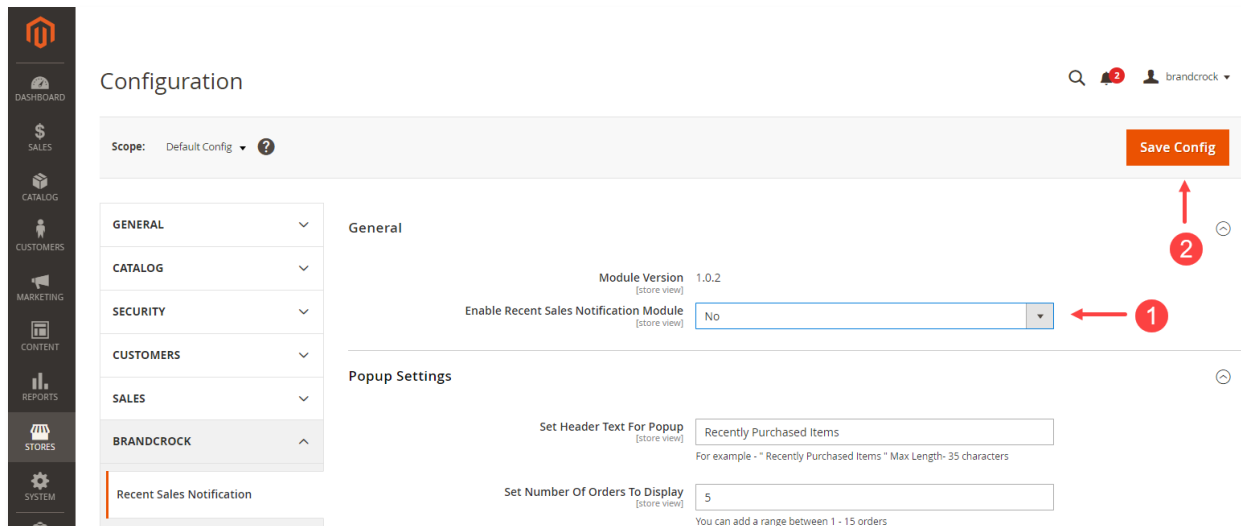 Configuration
2
brandcrock
DASHBOARD
SALES
CATALOG
CUSTOMERS
MARKETING
CONTENT
REPORTS
STORES
SYSTEM
Scope: Default Config ?
Save Config
GENERAL
CATALOG
SECURITY
CUSTOMERS
SALES
BRANDCROCK
Recent Sales Notification
General
2
Module Version 1.0.2
[store view]
Enable Recent Sales Notification Module No
[store view]
1
Popup Settings
Set Header Text For Popup Recently Purchased Items
[store view]
For example - " Recently Purchased Items " Max Length- 35 characters
Set Number Of Orders To Display 5
[store view]
You can add a range between 1 - 15 orders